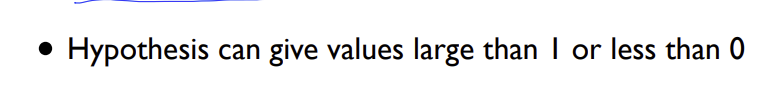 • Hypothesis can give values large than 1 or less than 0